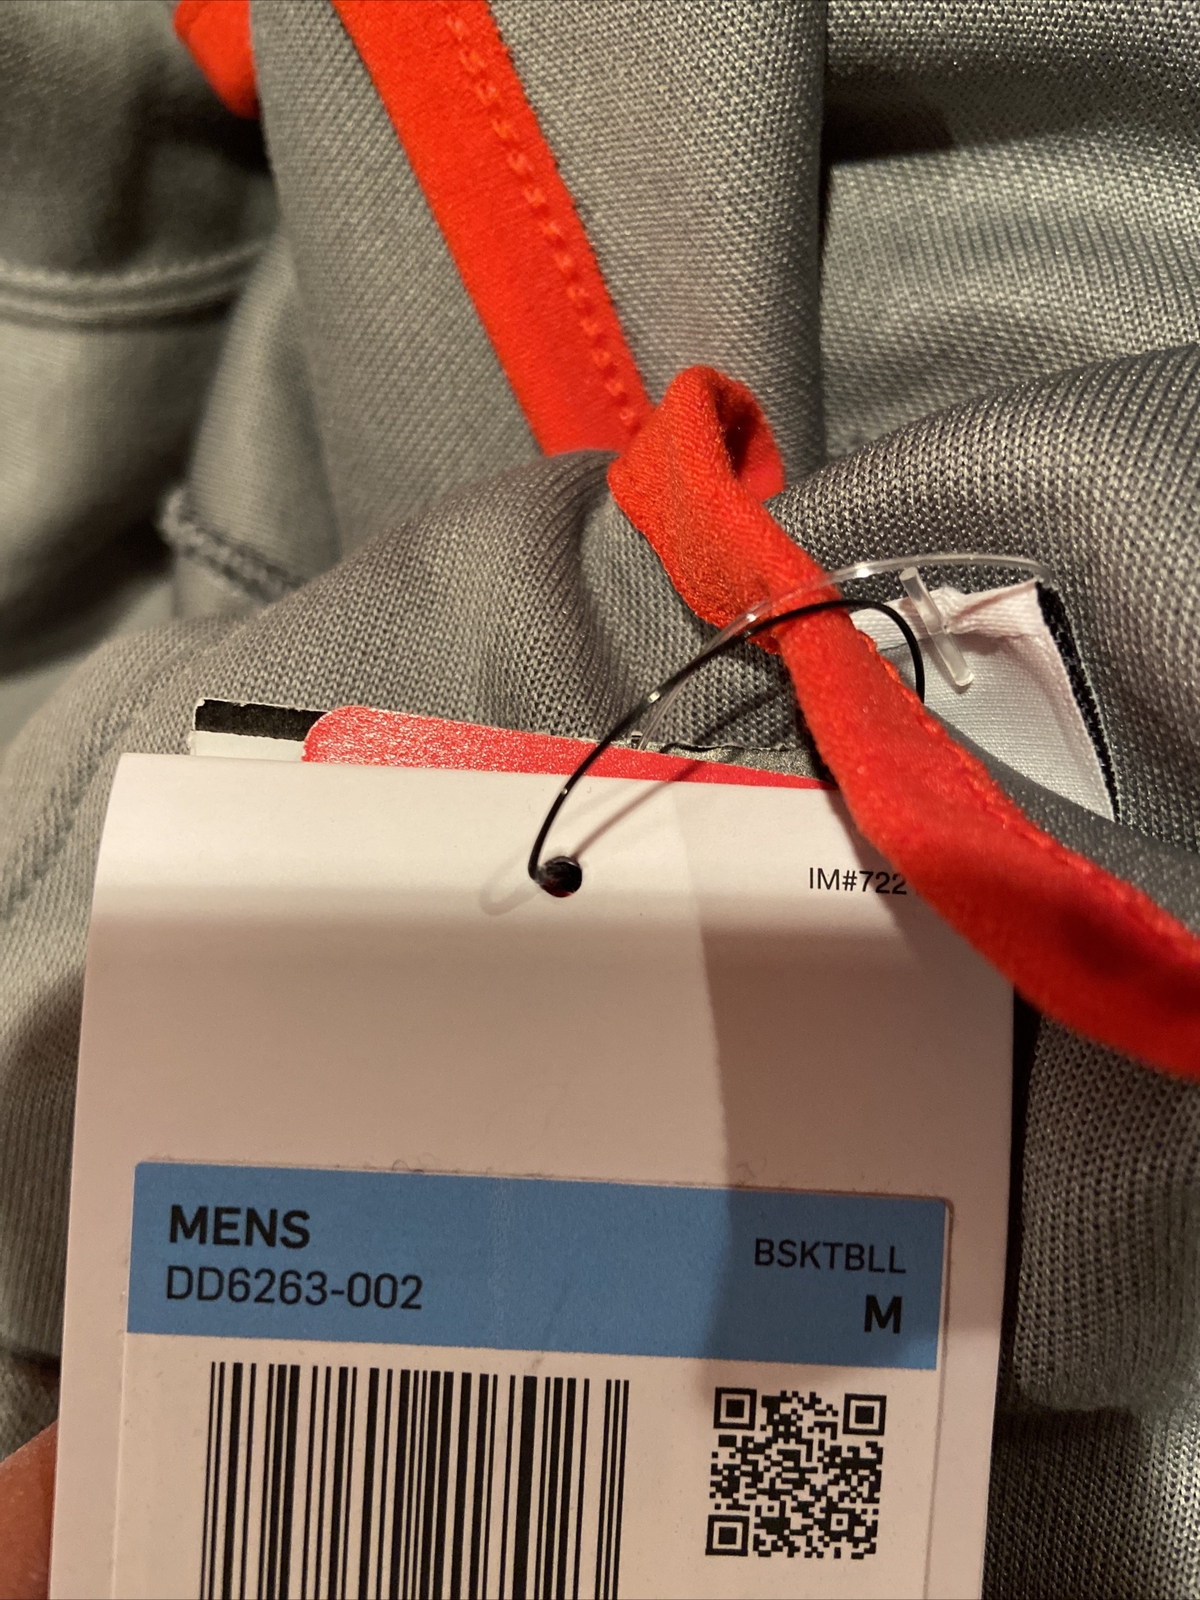 IM#722
MENS
DD6263-002
BSKTBLL
M